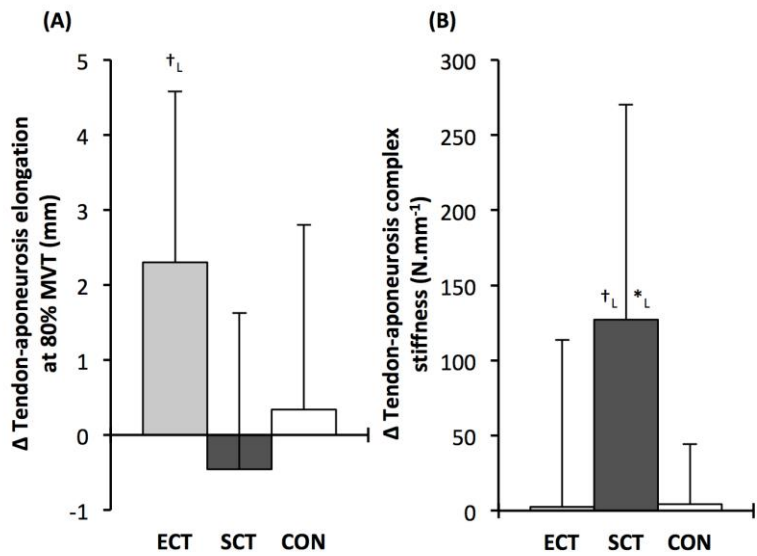 (A)
Δ Tendon-aponeurosis elongation
at 80% MVT (mm)
5
4
3
2
1
0
-1
†L
ECT SCT CON
(B)
Δ Tendon-aponeurosis complex
stiffness (N.mm-1)
300
250
200
150
100
50
0
†L *L
ECT SCT CON